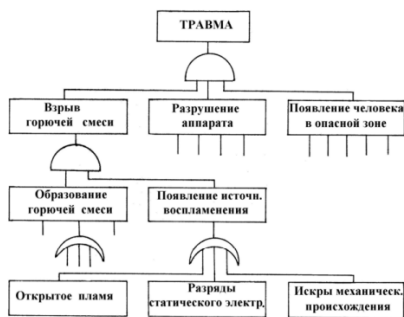 ТРАВМА
Взрыв
горючей смеси
Разрушение
аппарата
Появление человека
в опасной зоне
Образование
горючей смеси
Появление источн.
воспламенения
Открытое пламя
Разряды
статического электр.
Искры механическ.
происхождения